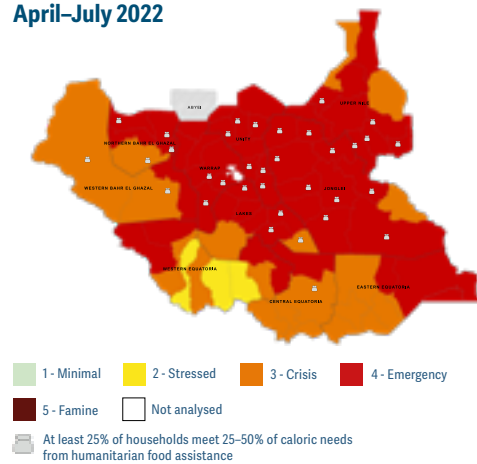 April–July 2022
ABYEI
UPPER NILE
NORTHERN BAHR EL GHAZAL
UNITY
WARRAP
WESTERN BAHR EL GHAZAL
JONGLEI
LAKES
WESTERN EQUATORIA
EASTERN EQUATORIA
CENTRAL EQUATORIA
1 - Minimal
2 - Stressed
3 - Crisis
4 - Emergency
5 - Famine
Not analysed
At least 25% of households meet 25–50% of caloric needs
from humanitarian food assistance